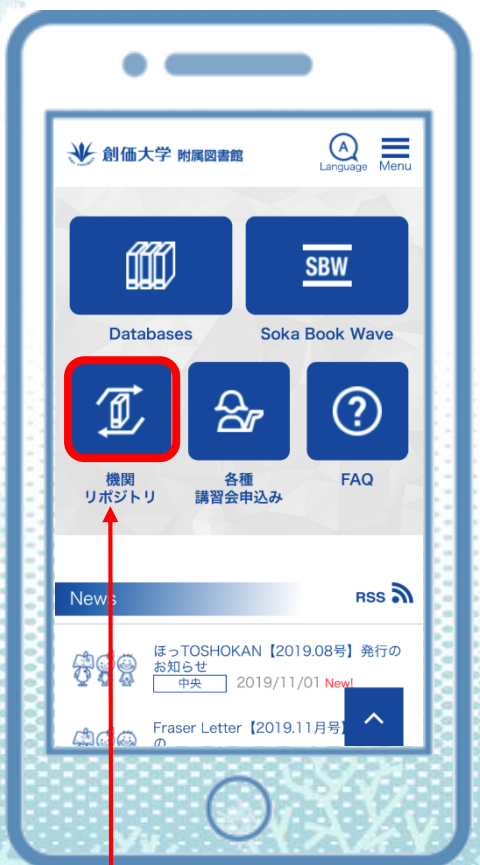 創価大学 附属図書館
A
Language
Menu
SBW
Databases
Soka Book Wave
?
機関
リポジトリ
各種
講習会申込み
FAQ
News
RSS
ほっTOSHOKAN【2019.08号】発行の
お知らせ
中央 2019/11/01 New!
Fraser Letter【2019.11月号】
の